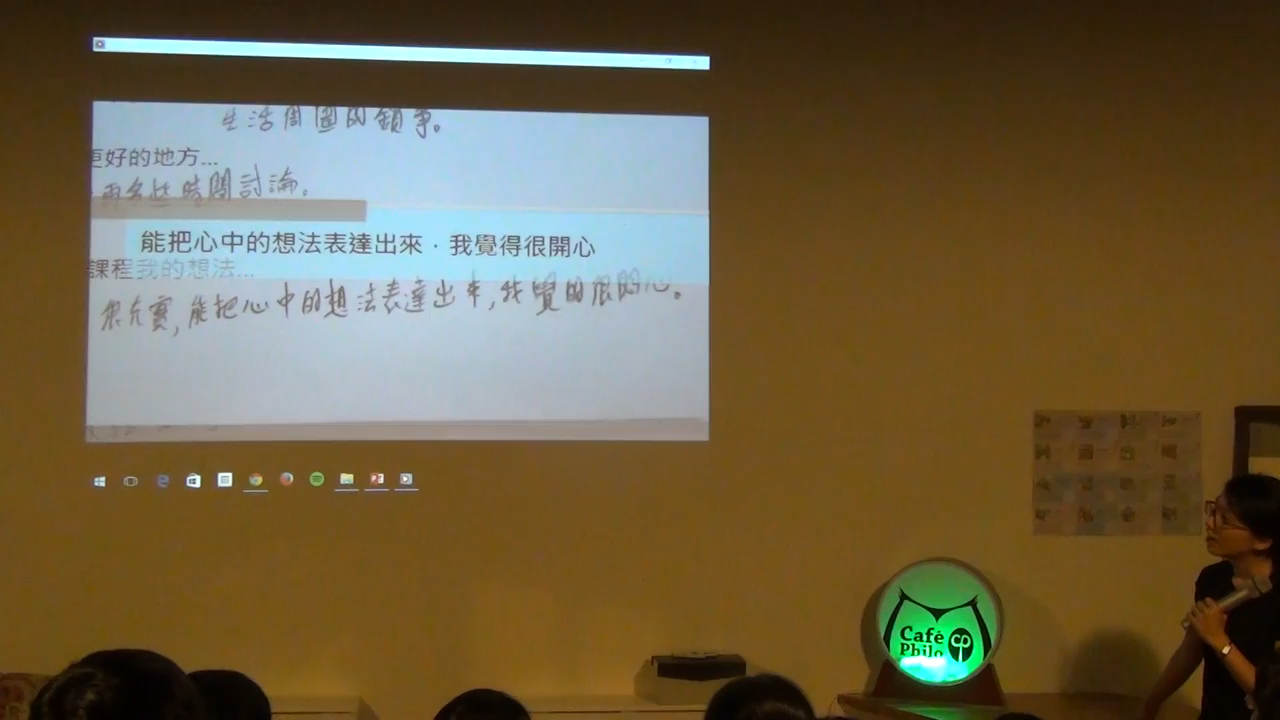 生活周圍的鎖事。
更好的地方...
多些時間討論。
能把心中的想法表達出來．我覺得很開心
課程我的想法...
很充實,能把心中的想法表達出來,我覺的很開心。
Café
Philo
cp